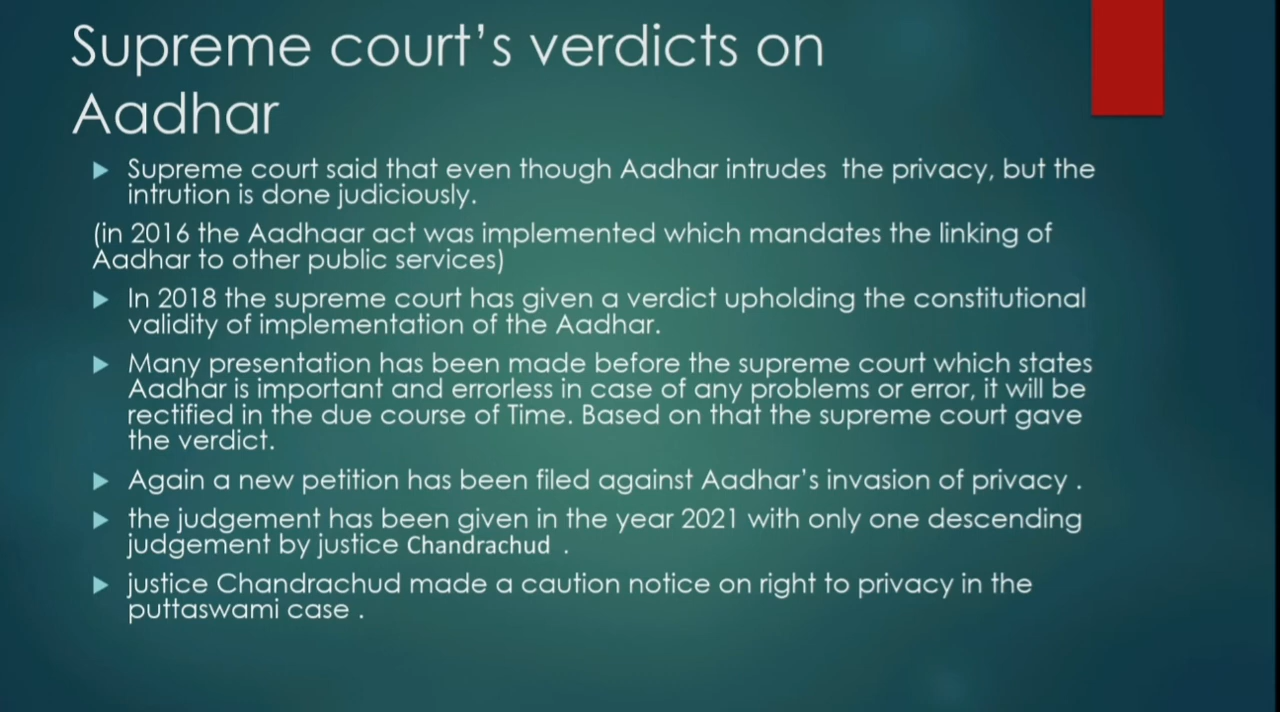 Supreme court's verdicts on
Aadhar
Supreme court said that even though Aadhar intrudes the privacy, but the
intrution is done judiciously.
(in 2016 the Aadhaar act was implemented which mandates the linking of
Aadhar to other public services)
In 2018 the supreme court has given a verdict upholding the constitutional
validity of implementation of the Aadhar.
Many presentation has been made before the supreme court which states
Aadhar is important and errorless in case of any problems or error, it will be
rectified in the due course of Time. Based on that the supreme court gave
the verdict.
Again a new petition has been filed against Aadhar's invasion of privacy .
the judgement has been given in the year 2021 with only one descending
judgement by justice Chandrachud .
justice Chandrachud made a caution notice on right to privacy in the
puttaswami case .